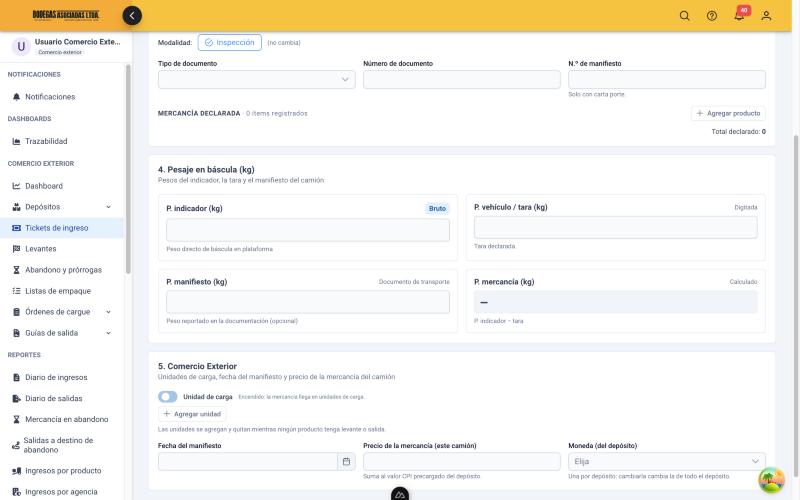 BODEGAS ASOCIADAS LTDA.
40
U
Usuario Comercio Exte...
Comercio exterior
NOTIFICACIONES
Notificaciones
DASHBOARDS
Trazabilidad
COMERCIO EXTERIOR
Dashboard
Depósitos
Tickets de ingreso
Levantes
Abandono y prórrogas
Listas de empaque
Órdenes de cargue
Guías de salida
REPORTES
Diario de ingresos
Diario de salidas
Mercancía en abandono
Salidas a destino de abandono
Ingresos por producto
Ingresos por agencia
Modalidad: Inspección (no cambia)
Tipo de documento
Número de documento
N.º de manifiesto
Solo con carta porte.
MERCANCÍA DECLARADA · 0 ítems registrados
Agregar producto
Total declarado: 0
4. Pesaje en báscula (kg)
Pesos del indicador, la tara y el manifiesto del camión
P. indicador (kg)
Bruto
Peso directo de báscula en plataforma
P. vehículo / tara (kg)
Digitada
Tara declarada.
P. manifiesto (kg)
Documento de transporte
Peso reportado en la documentación (opcional)
P. mercancía (kg)
Calculado
—
P. indicador − tara
5. Comercio Exterior
Unidades de carga, fecha del manifiesto y precio de la mercancía del camión
Unidad de carga
Encendido: la mercancía llega en unidades de carga.
Agregar unidad
Las unidades se agregan y quitan mientras ningún producto tenga levante o salida.
Fecha del manifiesto
Precio de la mercancía (este camión)
Suma al valor CPI precargado del depósito.
Moneda (del depósito)
Elija
Una por depósito: cambiarla cambia la de todo el depósito.